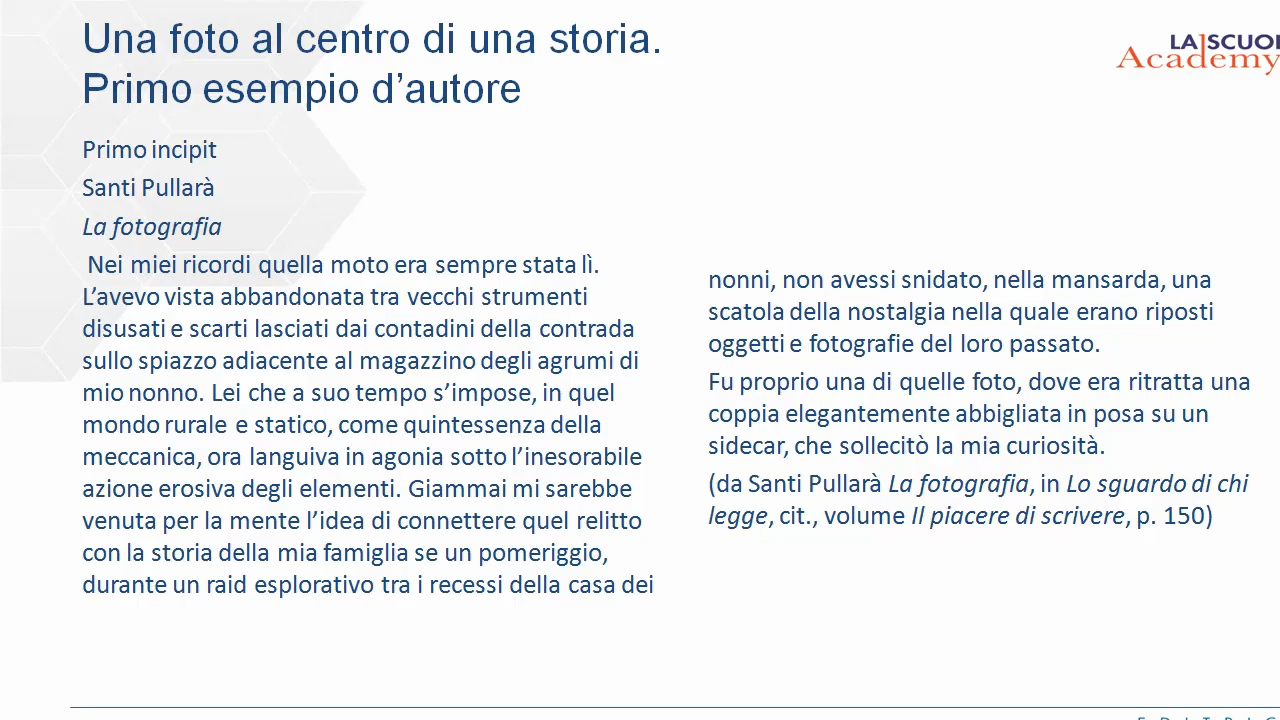 Una foto al centro di una storia.
Primo esempio d’autore
LA SCUOL
Academy
Primo incipit
Santi Pullarà
La fotografia
Nei miei ricordi quella moto era sempre stata lì.
L’avevo vista abbandonata tra vecchi strumenti
disusati e scarti lasciati dai contadini della contrada
sullo spiazzo adiacente al magazzino degli agrumi di
mio nonno. Lei che a suo tempo s’impose, in quel
mondo rurale e statico, come quintessenza della
meccanica, ora languiva in agonia sotto l’inesorabile
azione erosiva degli elementi. Giammai mi sarebbe
venuta per la mente l’idea di connettere quel relitto
con la storia della mia famiglia se un pomeriggio,
durante un raid esplorativo tra i recessi della casa dei
nonni, non avessi snidato, nella mansarda, una
scatola della nostalgia nella quale erano riposti
oggetti e fotografie del loro passato.
Fu proprio una di quelle foto, dove era ritratta una
coppia elegantemente abbigliata in posa su un
sidecar, che sollecitò la mia curiosità.
(da Santi Pullarà La fotografia, in Lo sguardo di chi
legge, cit., volume Il piacere di scrivere, p. 150)